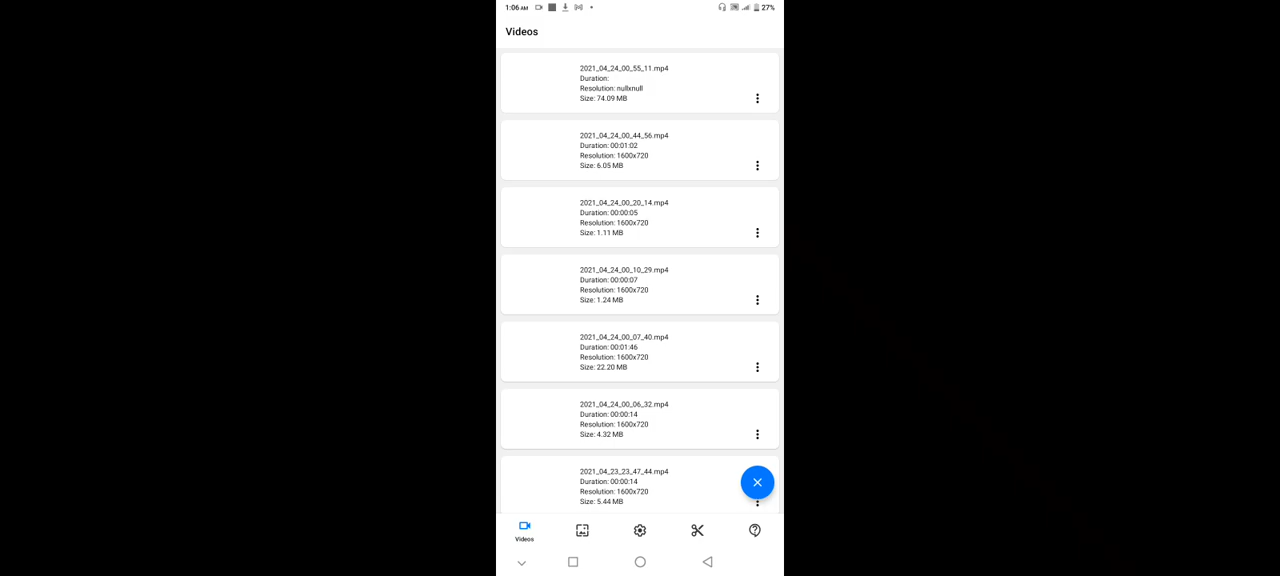 1:06 AM
27%
Videos
2021_04_24_00_55_11.mp4
Duration:
Resolution: nullxnull
Size: 74.09 MB
2021_04_24_00_44_56.mp4
Duration: 00:01:02
Resolution: 1600x720
Size: 6.05 MB
2021_04_24_00_20_14.mp4
Duration: 00:00:05
Resolution: 1600x720
Size: 1.11 MB
2021_04_24_00_10_29.mp4
Duration: 00:00:07
Resolution: 1600x720
Size: 1.24 MB
2021_04_24_00_07_40.mp4
Duration: 00:01:46
Resolution: 1600x720
Size: 22.20 MB
2021_04_24_00_06_32.mp4
Duration: 00:00:14
Resolution: 1600x720
Size: 4.32 MB
2021_04_23_23_47_44.mp4
Duration: 00:00:14
Resolution: 1600x720
Size: 5.44 MB
Videos